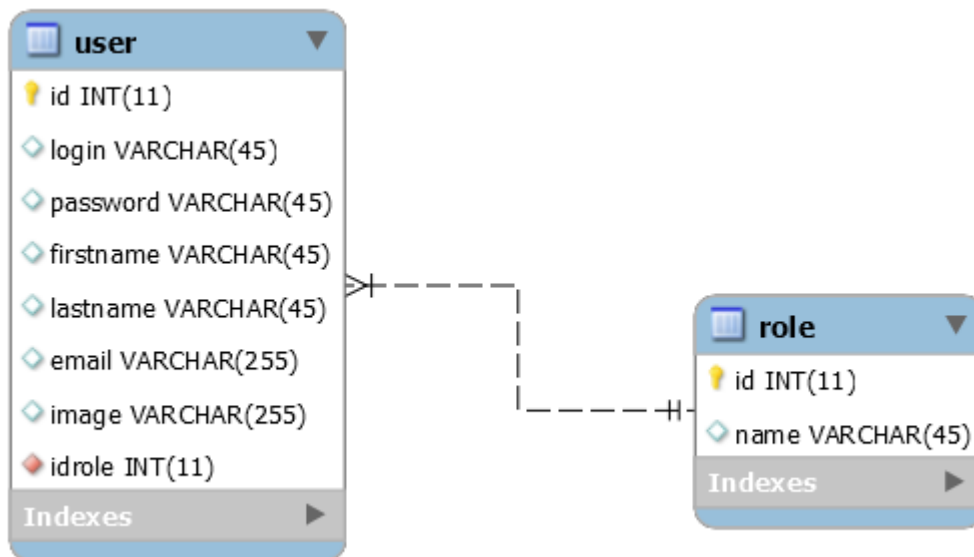 user
id INT(11)
login VARCHAR(45)
password VARCHAR(45)
firstname VARCHAR(45)
lastname VARCHAR(45)
email VARCHAR(255)
image VARCHAR(255)
idrole INT(11)
Indexes
role
id INT(11)
name VARCHAR(45)
Indexes